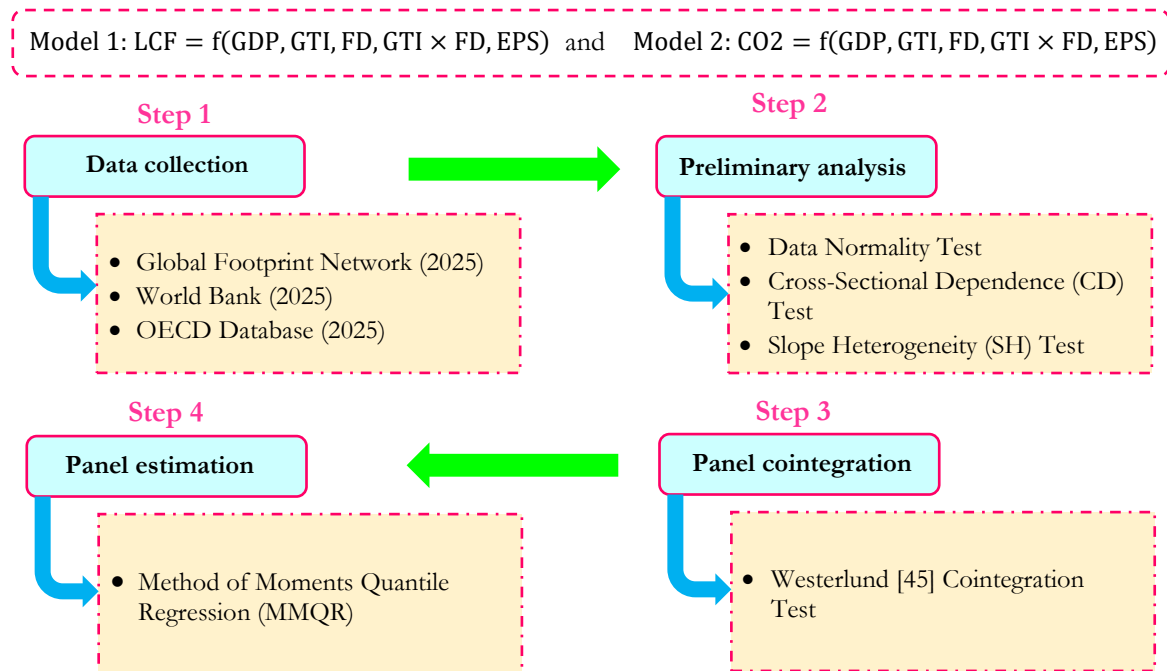 Model 1: LCF = f(GDP, GTI, FD, GTI × FD, EPS) and Model 2: CO2 = f(GDP, GTI, FD, GTI × FD, EPS)
Step 1
Data collection
• Global Footprint Network (2025)
• World Bank (2025)
• OECD Database (2025)
Step 2
Preliminary analysis
• Data Normality Test
• Cross-Sectional Dependence (CD)
Test
• Slope Heterogeneity (SH) Test
Step 3
Panel cointegration
• Westerlund [45] Cointegration
Test
Step 4
Panel estimation
• Method of Moments Quantile
Regression (MMQR)